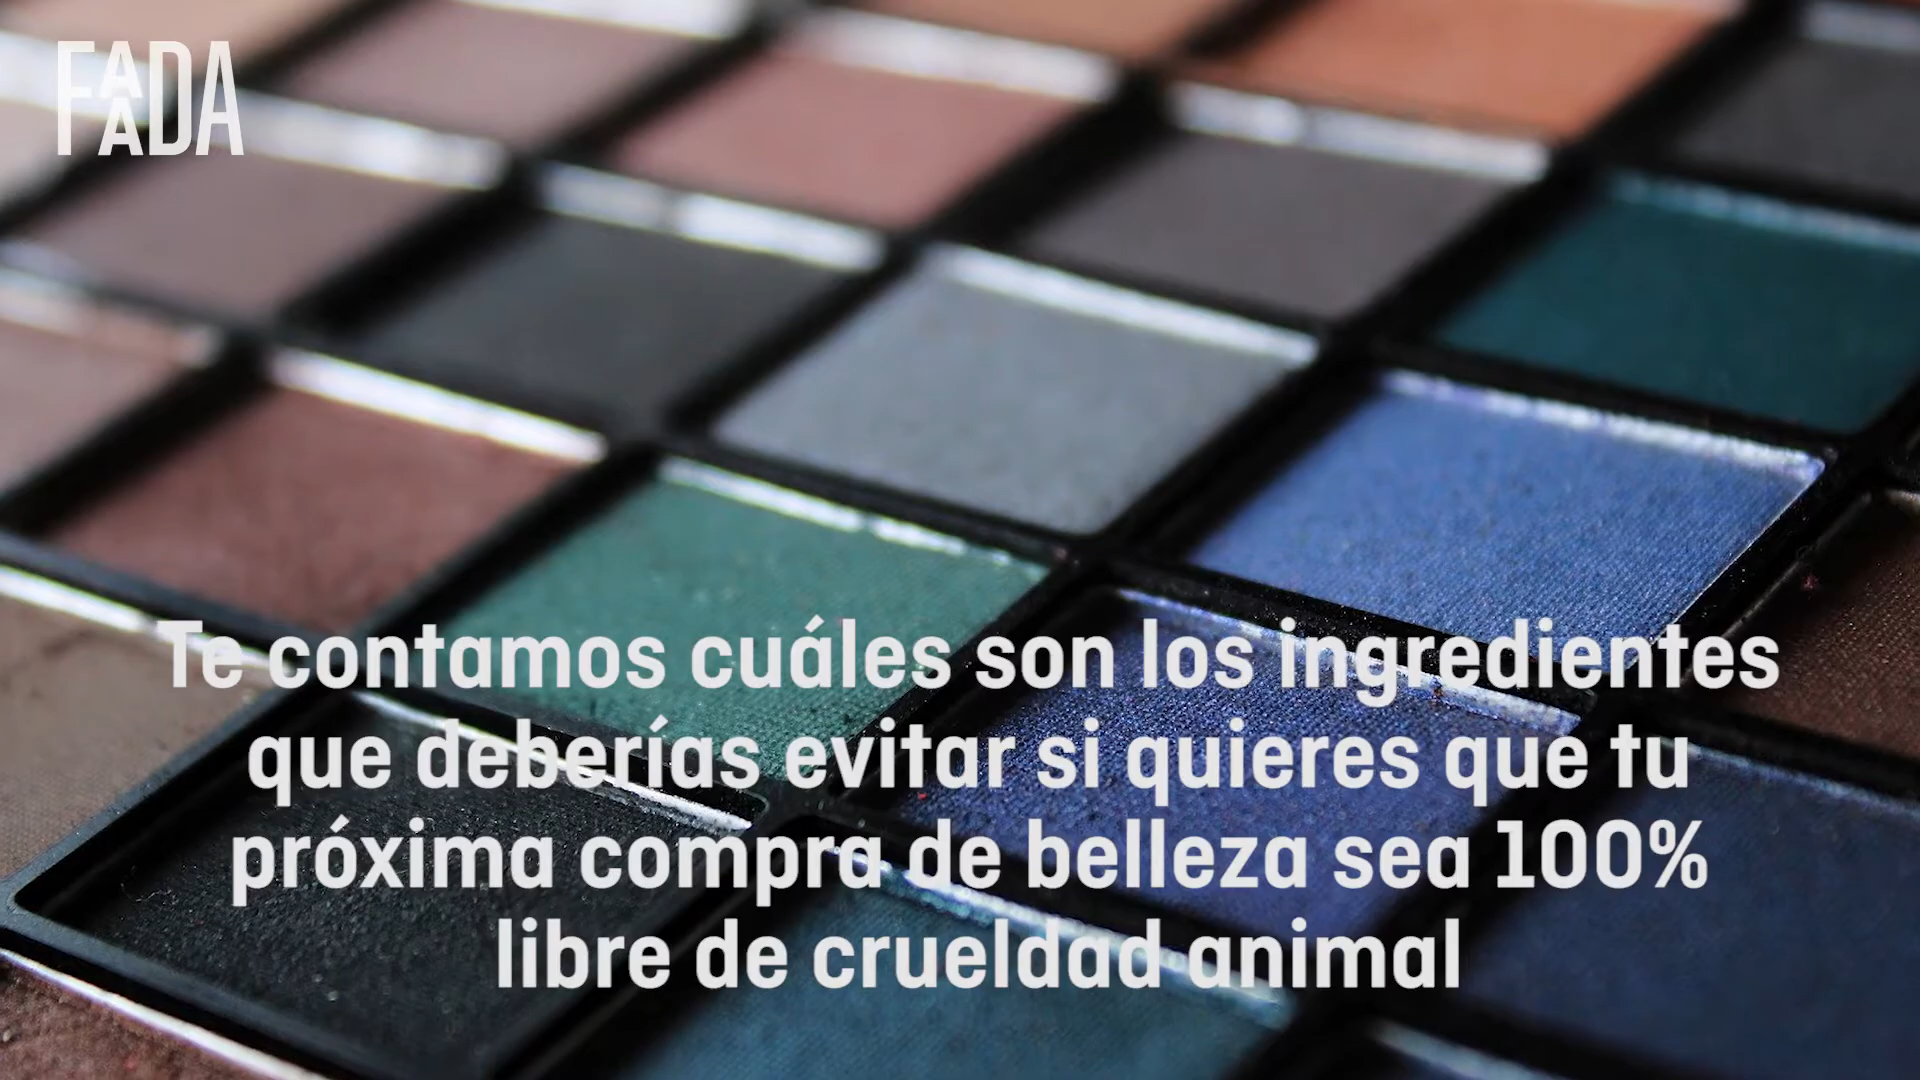 FAADA
Te contamos cuáles son los ingredientes
que deberías evitar si quieres que tu
próxima compra de belleza sea 100%
libre de crueldad animal